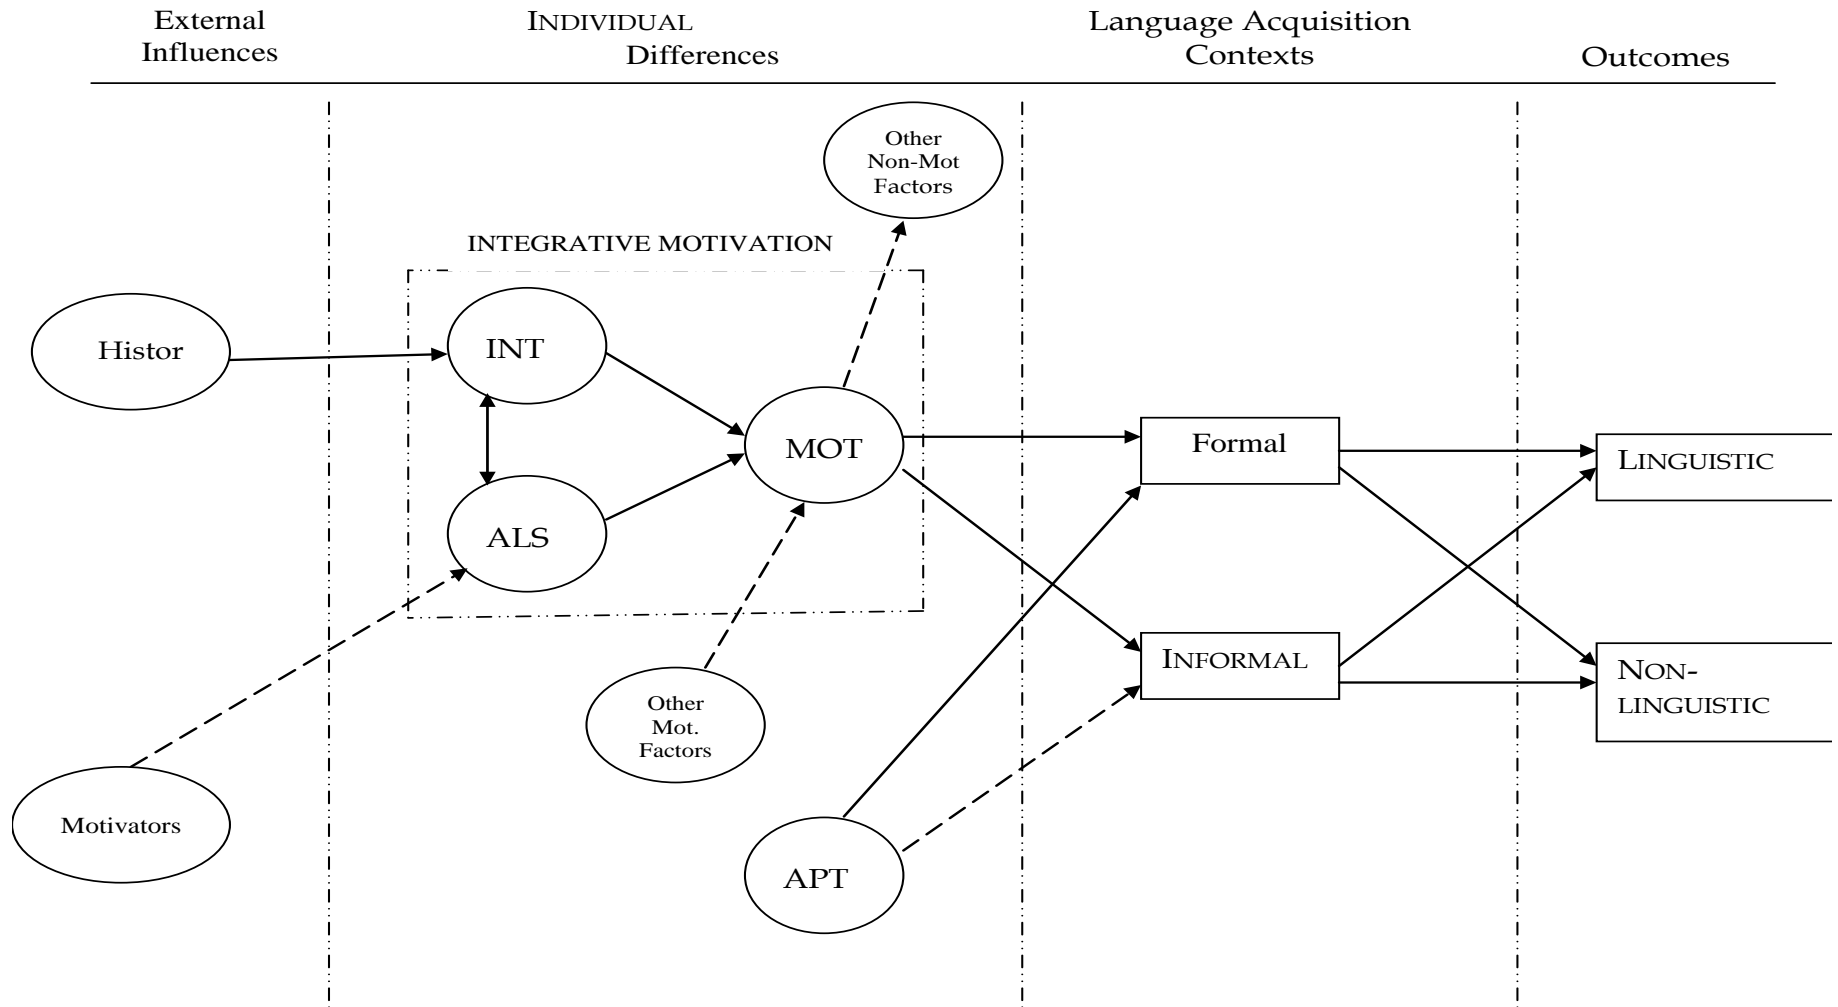 External
Influences
INDIVIDUAL
Differences
Language Acquisition
Contexts
Outcomes
Other
Non-Mot
Factors
INTEGRATIVE MOTIVATION
Histor
INT
MOT
ALS
Formal
LINGUISTIC
INFORMAL
NON-
LINGUISTIC
Other
Mot.
Factors
Motivators
APT